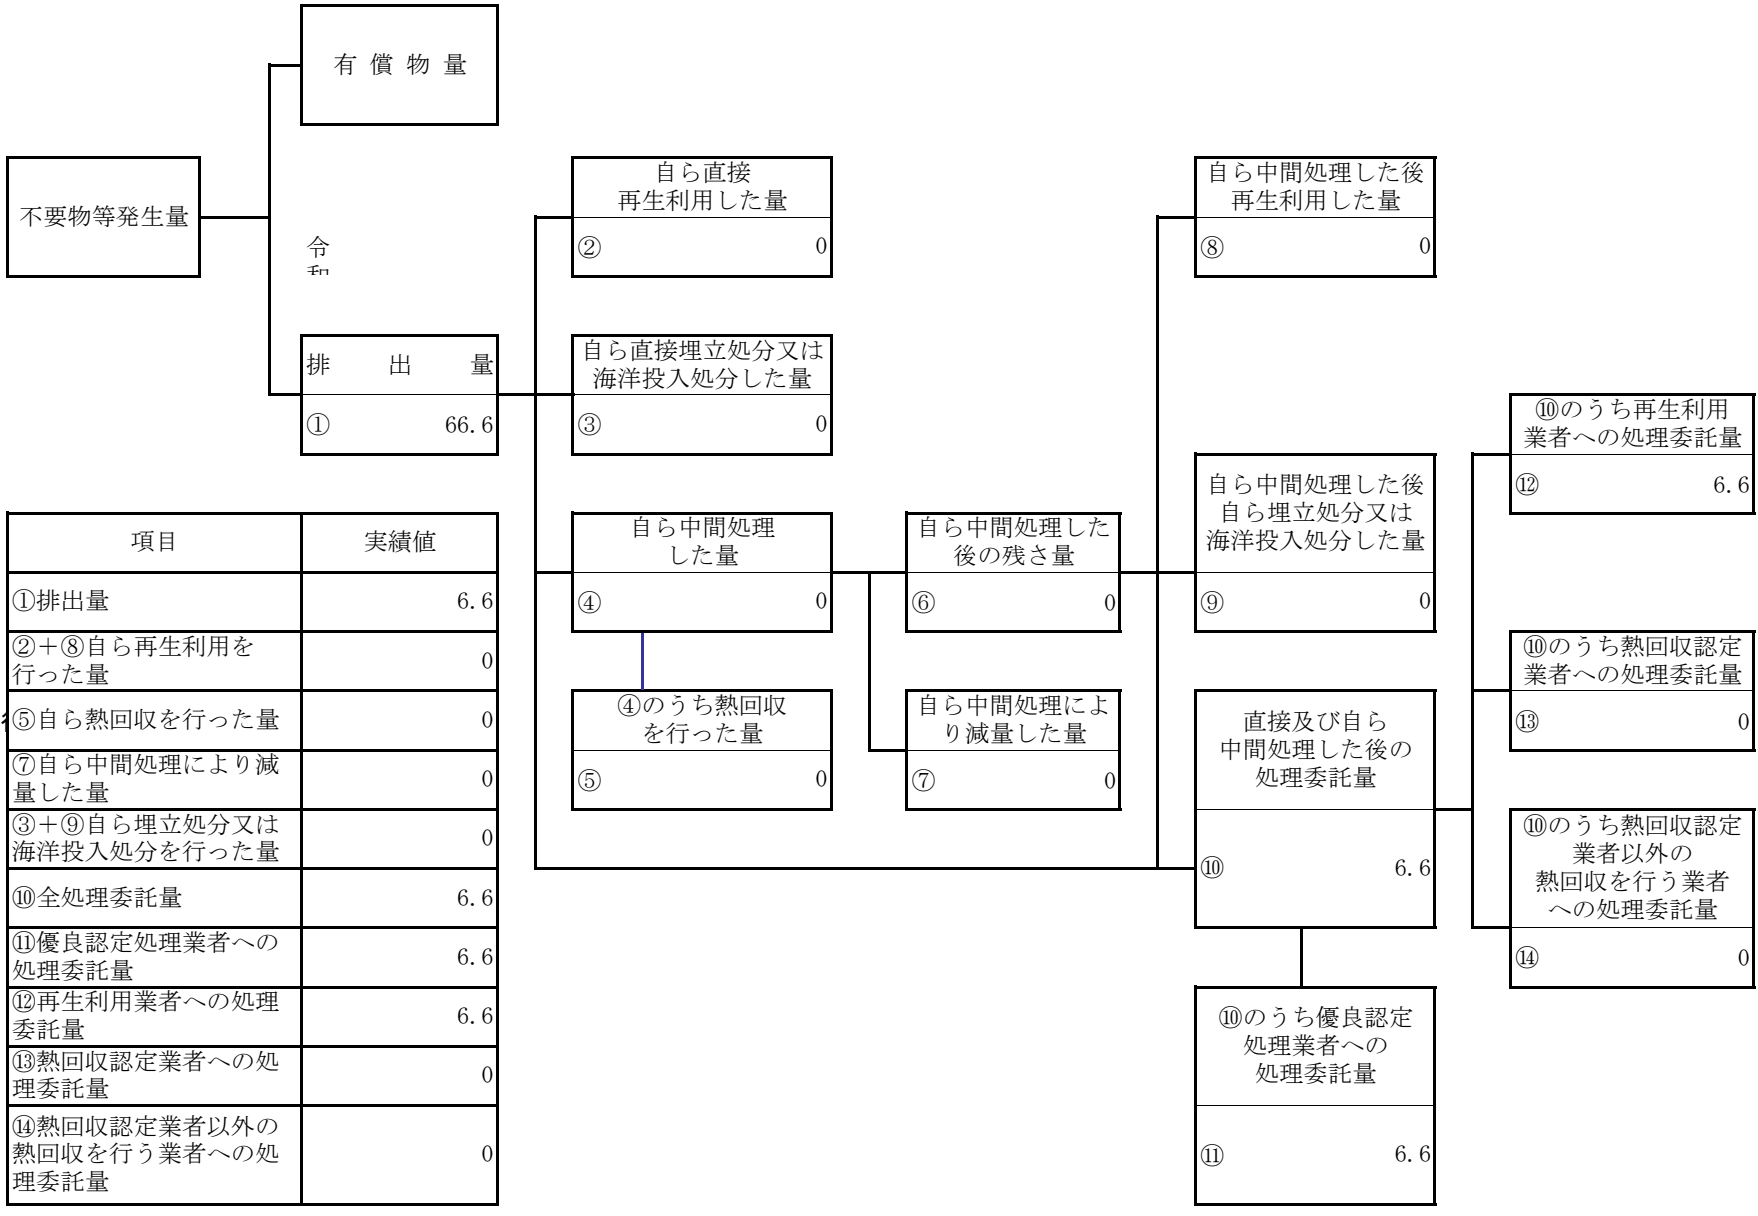 有償物量
不要物等発生量
令
和
自ら直接
再生利用した量
② 0
自ら中間処理した後
再生利用した量
⑧ 0
排出量
① 66.6
自ら直接埋立処分又は
海洋投入処分した量
③ 0
⑩のうち再生利用
業者への処理委託量
⑫ 6.6
自ら中間処理
した量
④ 0
自ら中間処理した
後の残さ量
⑥ 0
自ら中間処理した後
自ら埋立処分又は
海洋投入処分した量
⑨ 0
⑩のうち熱回収認定
業者への処理委託量
⑬ 0
④のうち熱回収
を行った量
⑤ 0
自ら中間処理によ
り減量した量
⑦ 0
直接及び自ら
中間処理した後の
処理委託量
⑩ 6.6
⑩のうち熱回収認定
業者以外の
熱回収を行う業者
への処理委託量
⑭ 0
⑩のうち優良認定
処理業者への
処理委託量
⑪ 6.6
項目 実績値
①排出量 6.6
②＋⑧自ら再生利用を
行った量 0
⑤自ら熱回収を行った量 0
⑦自ら中間処理により減
量した量 0
③＋⑨自ら埋立処分又は
海洋投入処分を行った量 0
⑩全処理委託量 6.6
⑪優良認定処理業者への
処理委託量 6.6
⑫再生利用業者への処理
委託量 6.6
⑬熱回収認定業者への処
理委託量 0
⑭熱回収認定業者以外の
熱回収を行う業者への処
理委託量 0